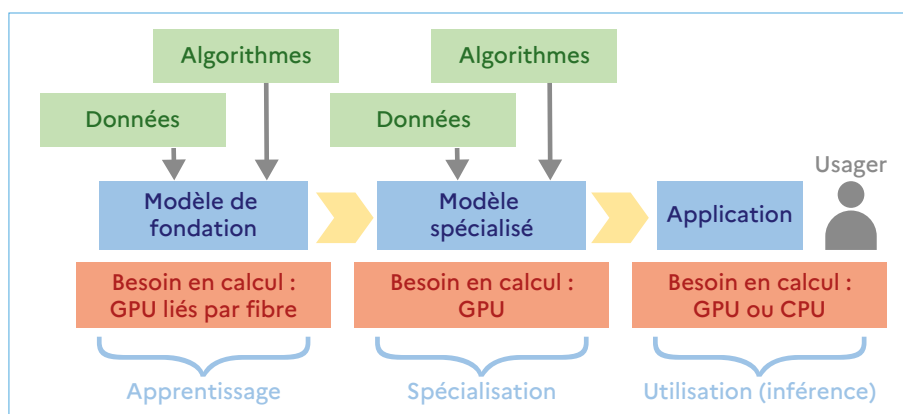 Algorithmes
Données
Modèle de
fondation
Besoin en calcul :
GPU liés par fibre
Apprentissage
Algorithmes
Données
Modèle
spécialisé
Besoin en calcul :
GPU
Spécialisation
Usager
Application
Besoin en calcul :
GPU ou CPU
Utilisation (inférence)